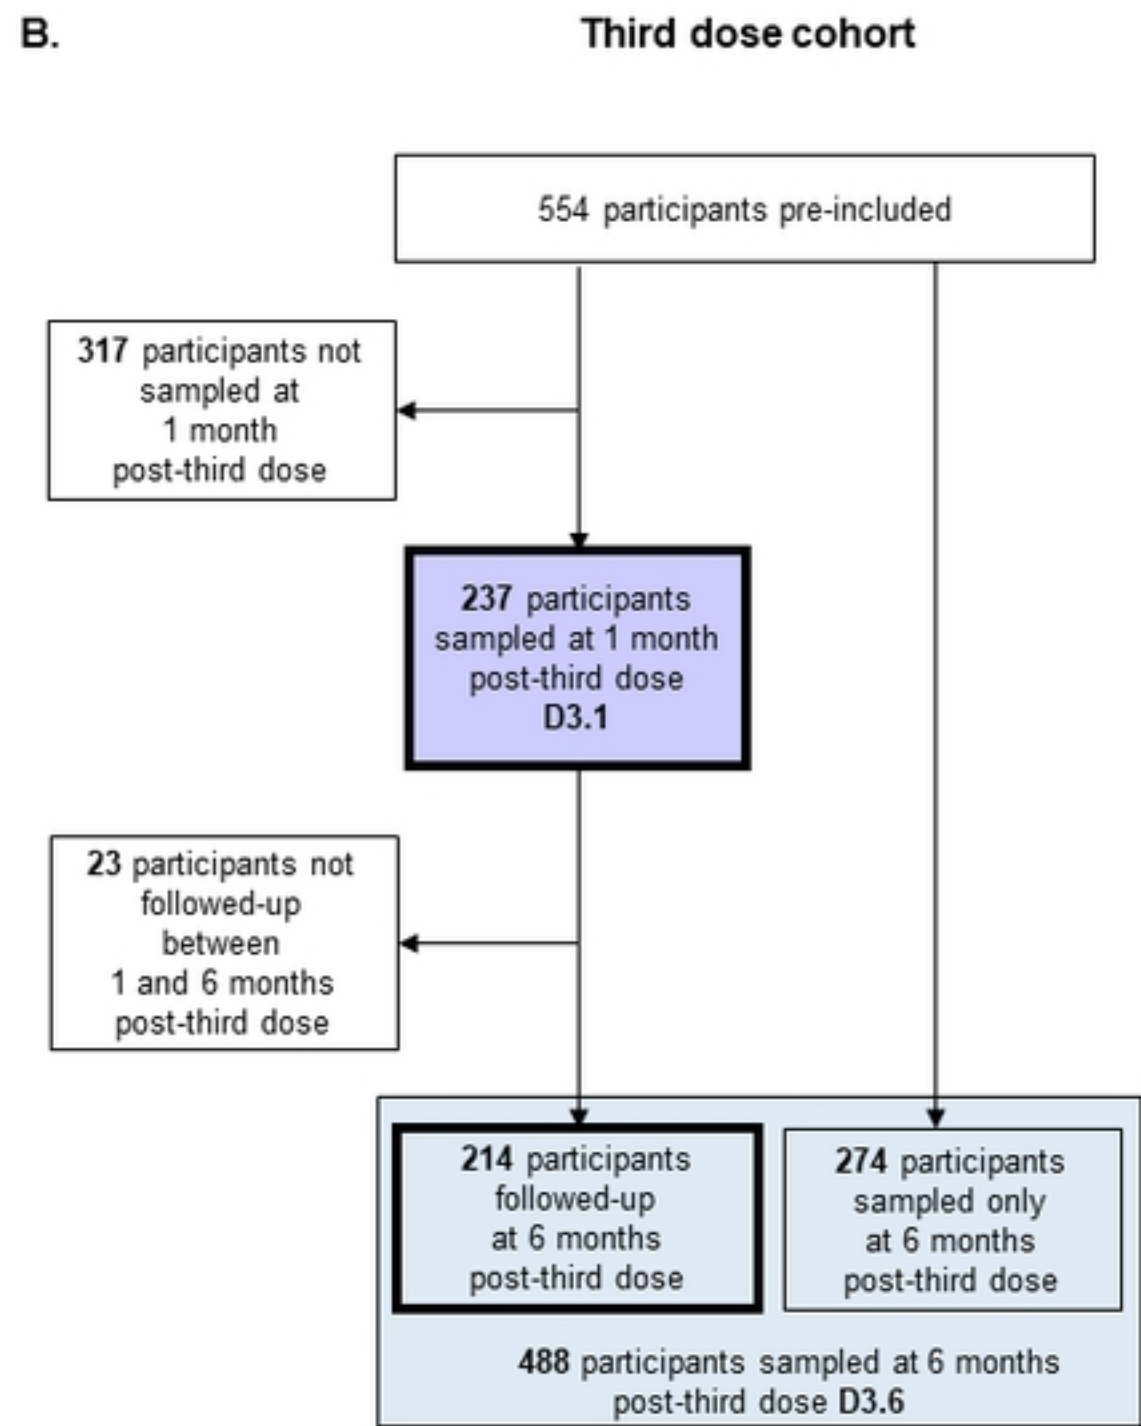 B.
Third dose cohort
554 participants pre-included
317 participants not
sampled at
1 month
post-third dose
237 participants
sampled at 1 month
post-third dose
D3.1
23 participants not
followed-up
between
1 and 6 months
post-third dose
214 participants
followed-up
at 6 months
post-third dose
274 participants
sampled only
at 6 months
post-third dose
488 participants sampled at 6 months
post-third dose D3.6